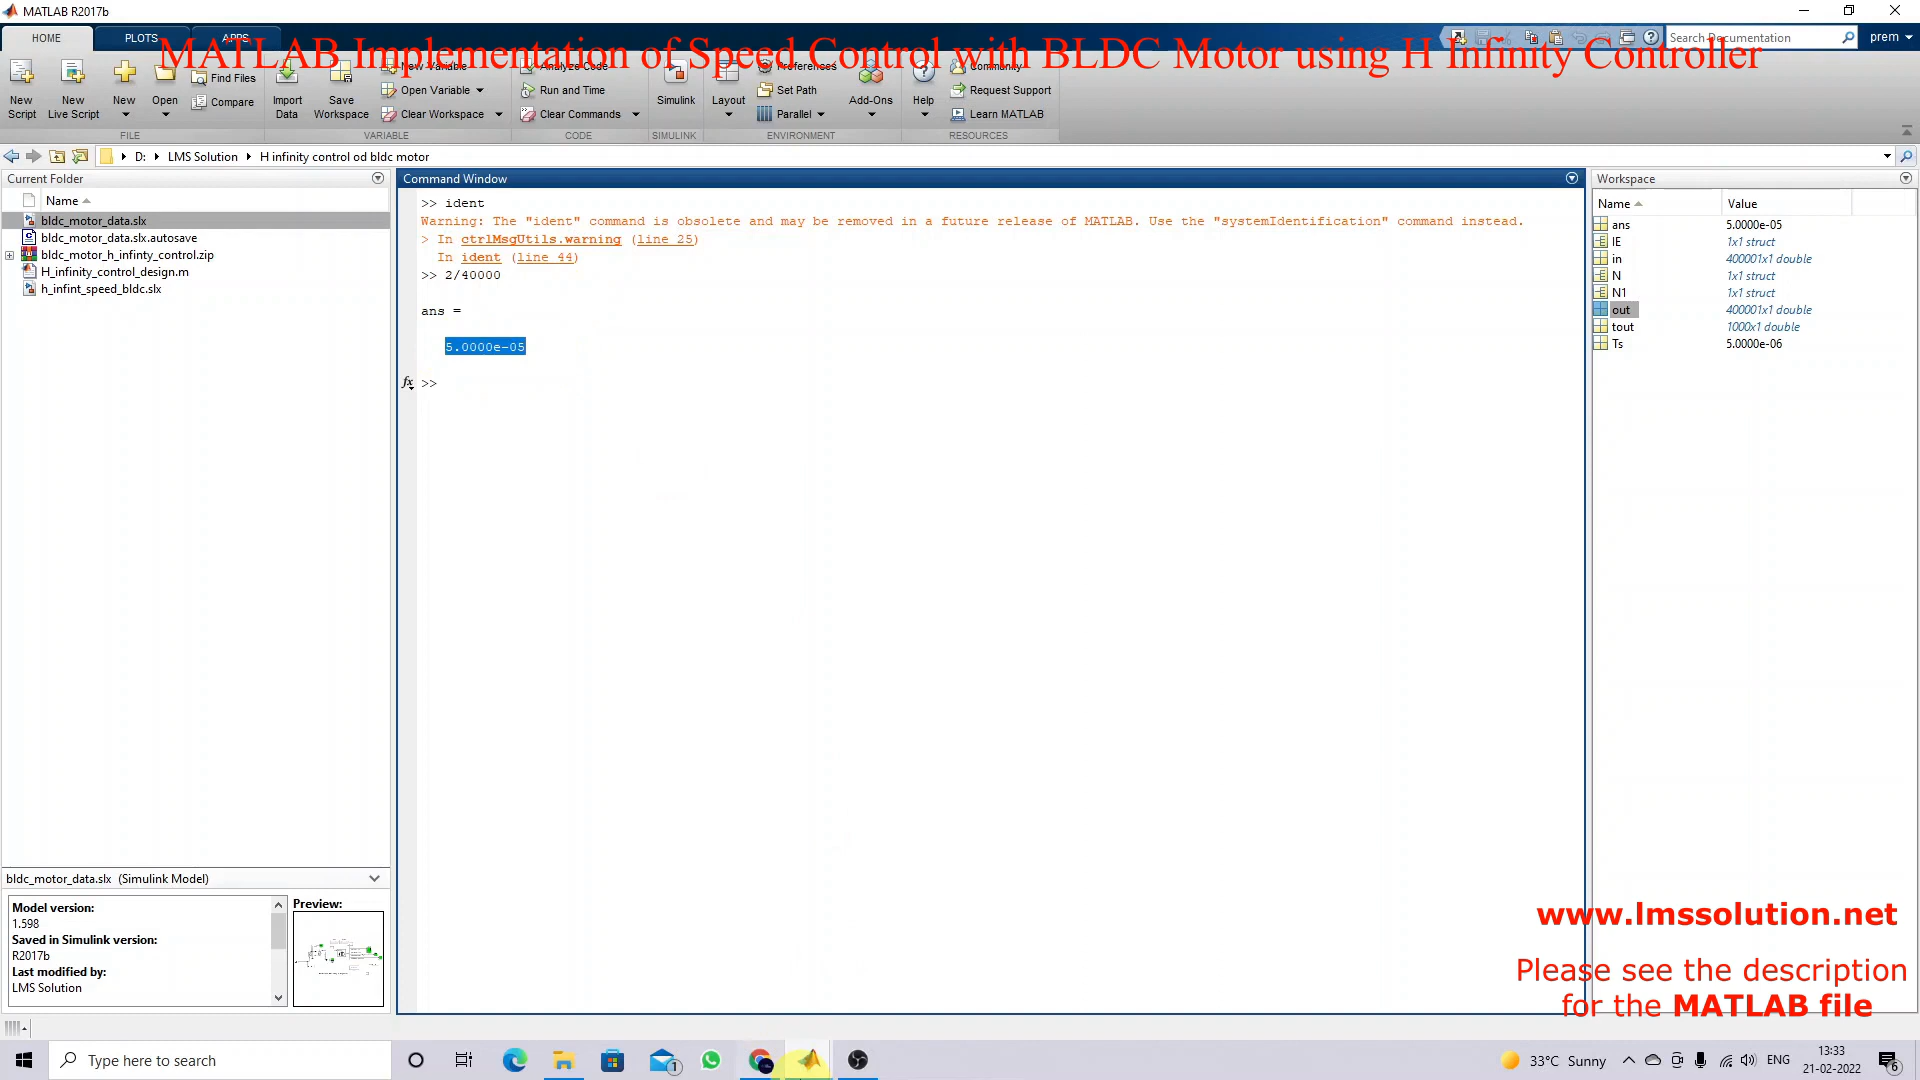 MATLAB R2017b
HOME PLOTS APPS
Search Documentation prem
MATLAB Implementation of Speed Control with BLDC Motor using H Infinity Controller
New Script
New Live Script
New
Open
Find Files
Compare
Import Data
Save Workspace
New Variable
Open Variable
Clear Workspace
Analyze Code
Run and Time
Clear Commands
Simulink
Layout
Preferences
Set Path
Parallel
Add-Ons
Help
Community
Request Support
Learn MATLAB
FILE VARIABLE CODE SIMULINK ENVIRONMENT RESOURCES
D: LMS Solution H infinity control od bldc motor
Current Folder
Name
bldc_motor_data.slx
bldc_motor_data.slx.autosave
bldc_motor_h_infinty_control.zip
H_infinity_control_design.m
h_infint_speed_bldc.slx
Command Window
>> ident
Warning: The "ident" command is obsolete and may be removed in a future release of MATLAB. Use the "systemIdentification" command instead.
> In ctrlMsgUtils.warning (line 25)
In ident (line 44)
>> 2/40000
ans =
5.0000e-05
fx >>
Workspace
Name Value
ans 5.0000e-05
IE 1x1 struct
in 400001x1 double
N 1x1 struct
N1 1x1 struct
out 400001x1 double
tout 1000x1 double
Ts 5.0000e-06
bldc_motor_data.slx (Simulink Model)
Model version:
1.598
Saved in Simulink version:
R2017b
Last modified by:
LMS Solution
Preview:
www.lmssolution.net
Please see the description
for the MATLAB file
Type here to search
1
33°C Sunny
ENG
13:33
21-02-2022
6